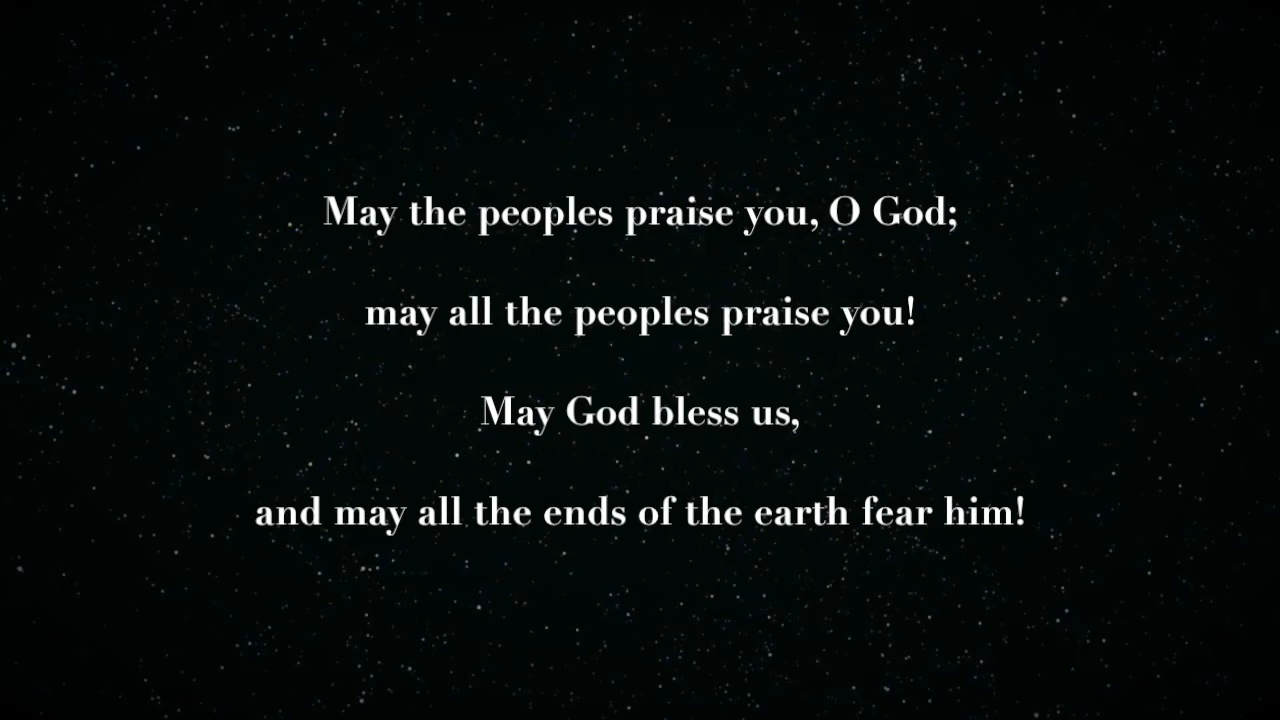 May the peoples praise you, O God;
may all the peoples praise you!
May God bless us,
and may all the ends of the earth fear him!